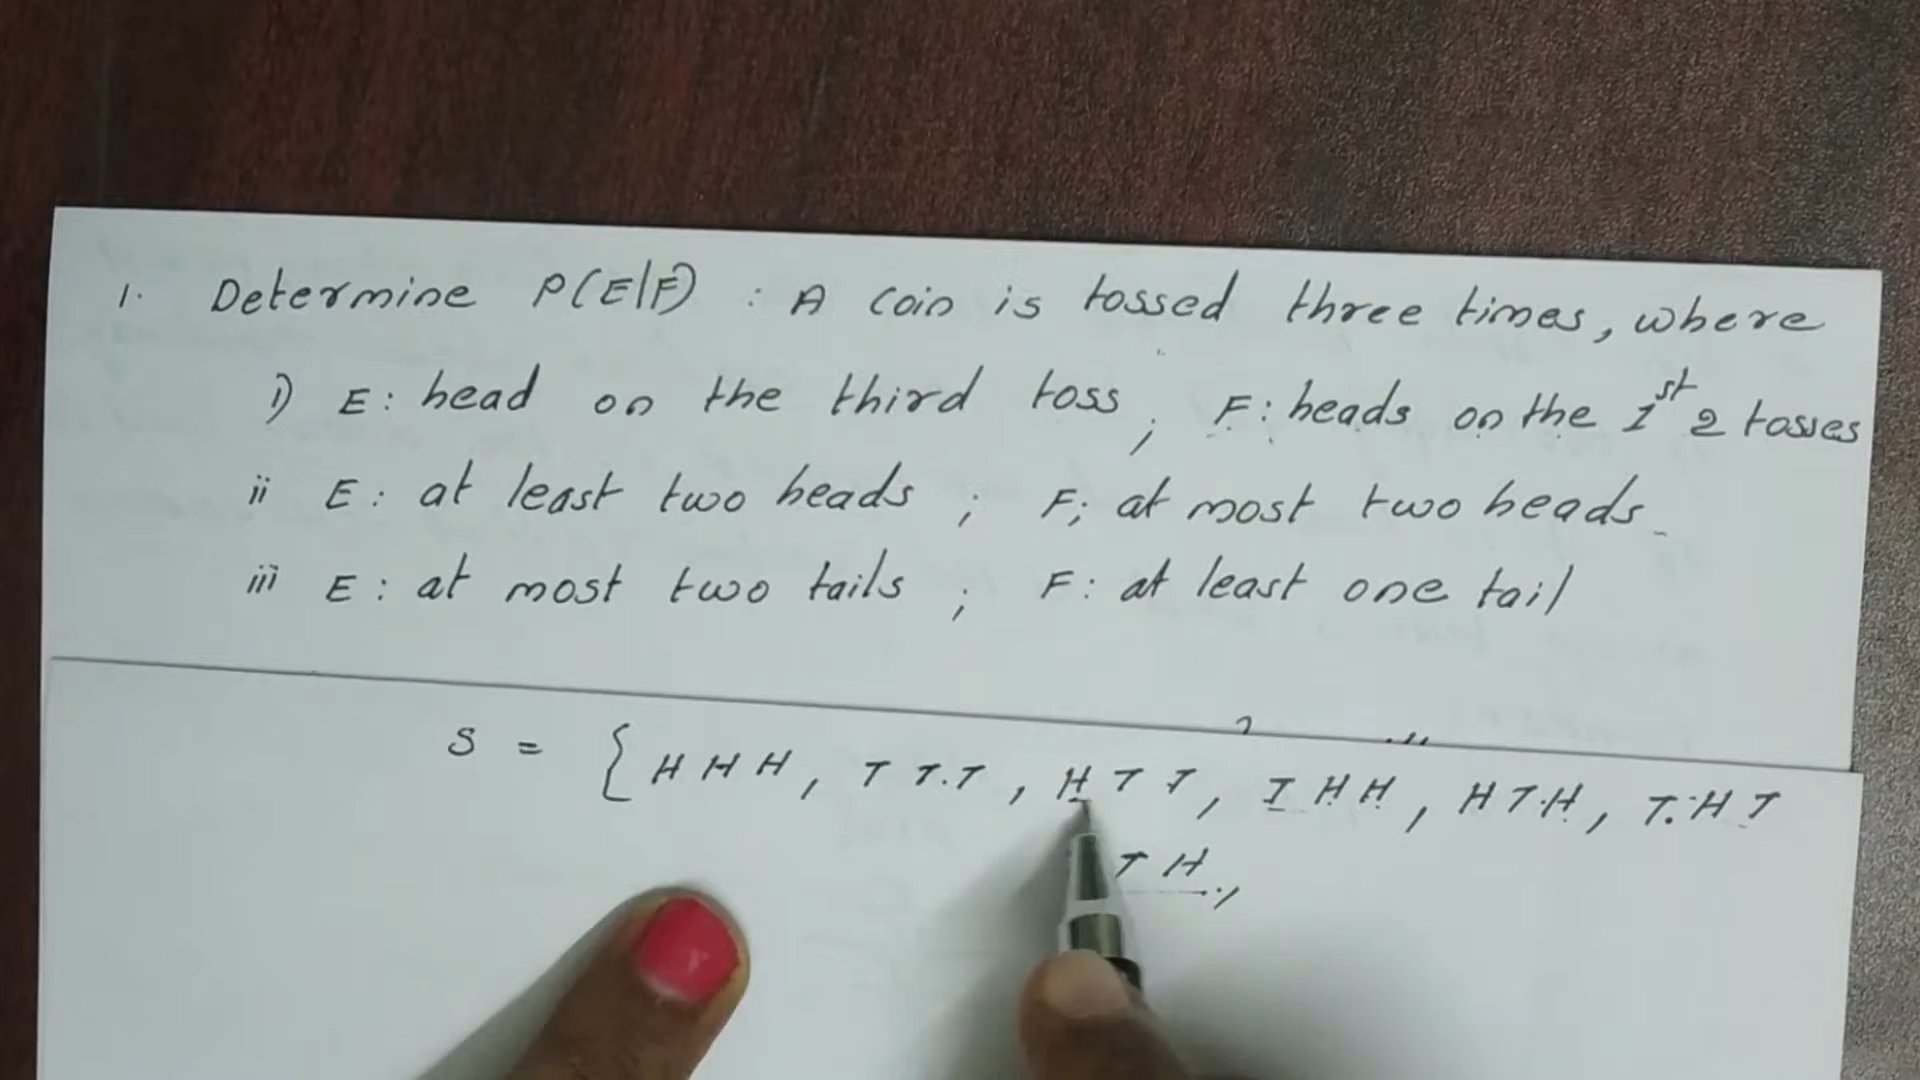 1. Determine P(E|F) : A coin is tossed three times, where
i) E: head on the third toss ; F: heads on the 1st 2 tosses
ii E: at least two heads ; F; at most two heads
iii E: at most two tails ; F: at least one tail
S = { HHH, TTT, HTT, THH, HTH, THT
TH,